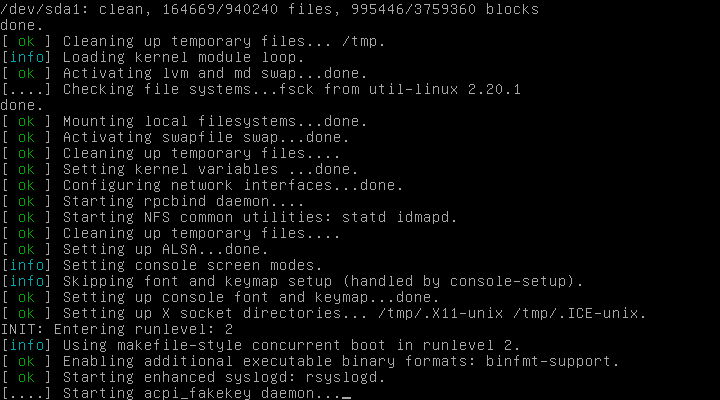 /dev/sda1: clean, 164669/940240 files, 995446/3759360 blocks
done.
[ ok ] Cleaning up temporary files... /tmp.
[info] Loading kernel module loop.
[ ok ] Activating lvm and md swap...done.
[....] Checking file systems...fsck from util-linux 2.20.1
done.
[ ok ] Mounting local filesystems...done.
[ ok ] Activating swapfile swap...done.
[ ok ] Cleaning up temporary files....
[ ok ] Setting kernel variables ...done.
[ ok ] Configuring network interfaces...done.
[ ok ] Starting rpcbind daemon....
[ ok ] Starting NFS common utilities: statd idmapd.
[ ok ] Cleaning up temporary files....
[ ok ] Setting up ALSA...done.
[info] Setting console screen modes.
[info] Skipping font and keymap setup (handled by console-setup).
[ ok ] Setting up console font and keymap...done.
[ ok ] Setting up X socket directories... /tmp/.X11-unix /tmp/.ICE-unix.
INIT: Entering runlevel: 2
[info] Using makefile-style concurrent boot in runlevel 2.
[ ok ] Enabling additional executable binary formats: binfmt-support.
[ ok ] Starting enhanced syslogd: rsyslogd.
[....] Starting acpi_fakekey daemon..._